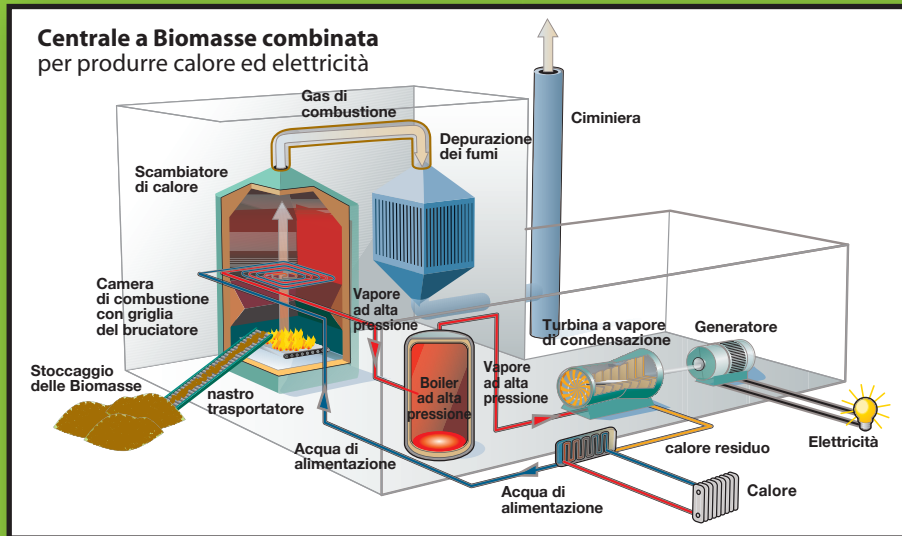 Centrale a Biomasse combinata
per produrre calore ed elettricità
Gas di
combustione
Ciminiera
Depurazione
dei fumi
Scambiatore
di calore
Camera
di combustione
con griglia
del bruciatore
Vapore
ad alta
pressione
Turbina a vapore
di condensazione
Generatore
Stoccaggio
delle Biomasse
nastro
trasportatore
Boiler
ad alta
pressione
Vapore
ad alta
pressione
Acqua di
alimentazione
calore residuo
Elettricità
Acqua di
alimentazione
Calore